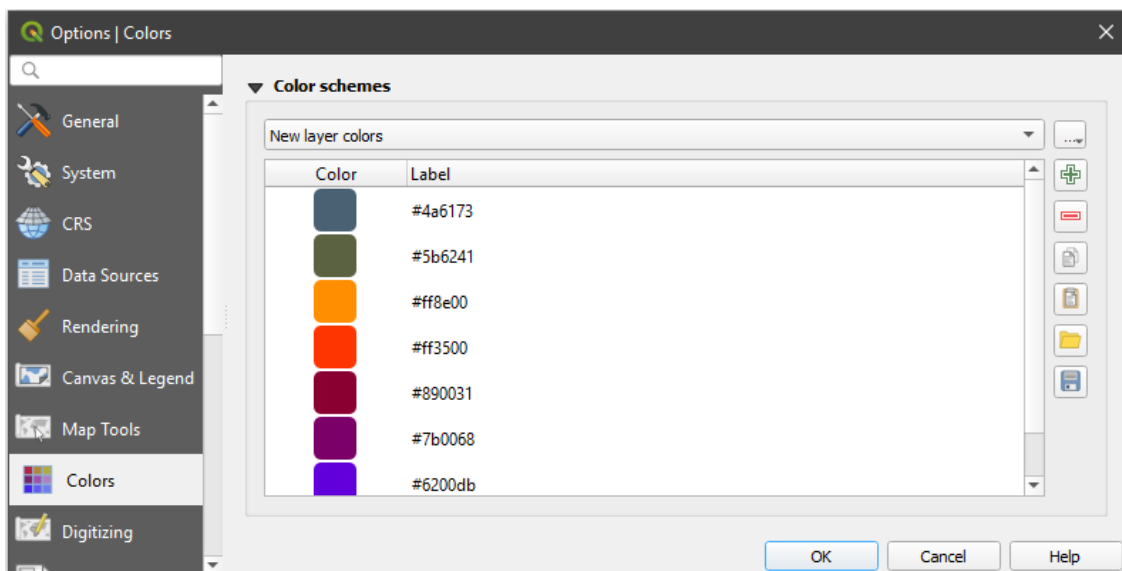 Options | Colors
General
System
CRS
Data Sources
Rendering
Canvas & Legend
Map Tools
Colors
Digitizing
Color schemes
New layer colors
...
Color Label
#4a6173
#5b6241
#ff8e00
#ff3500
#890031
#7b0068
#6200db
OK Cancel Help